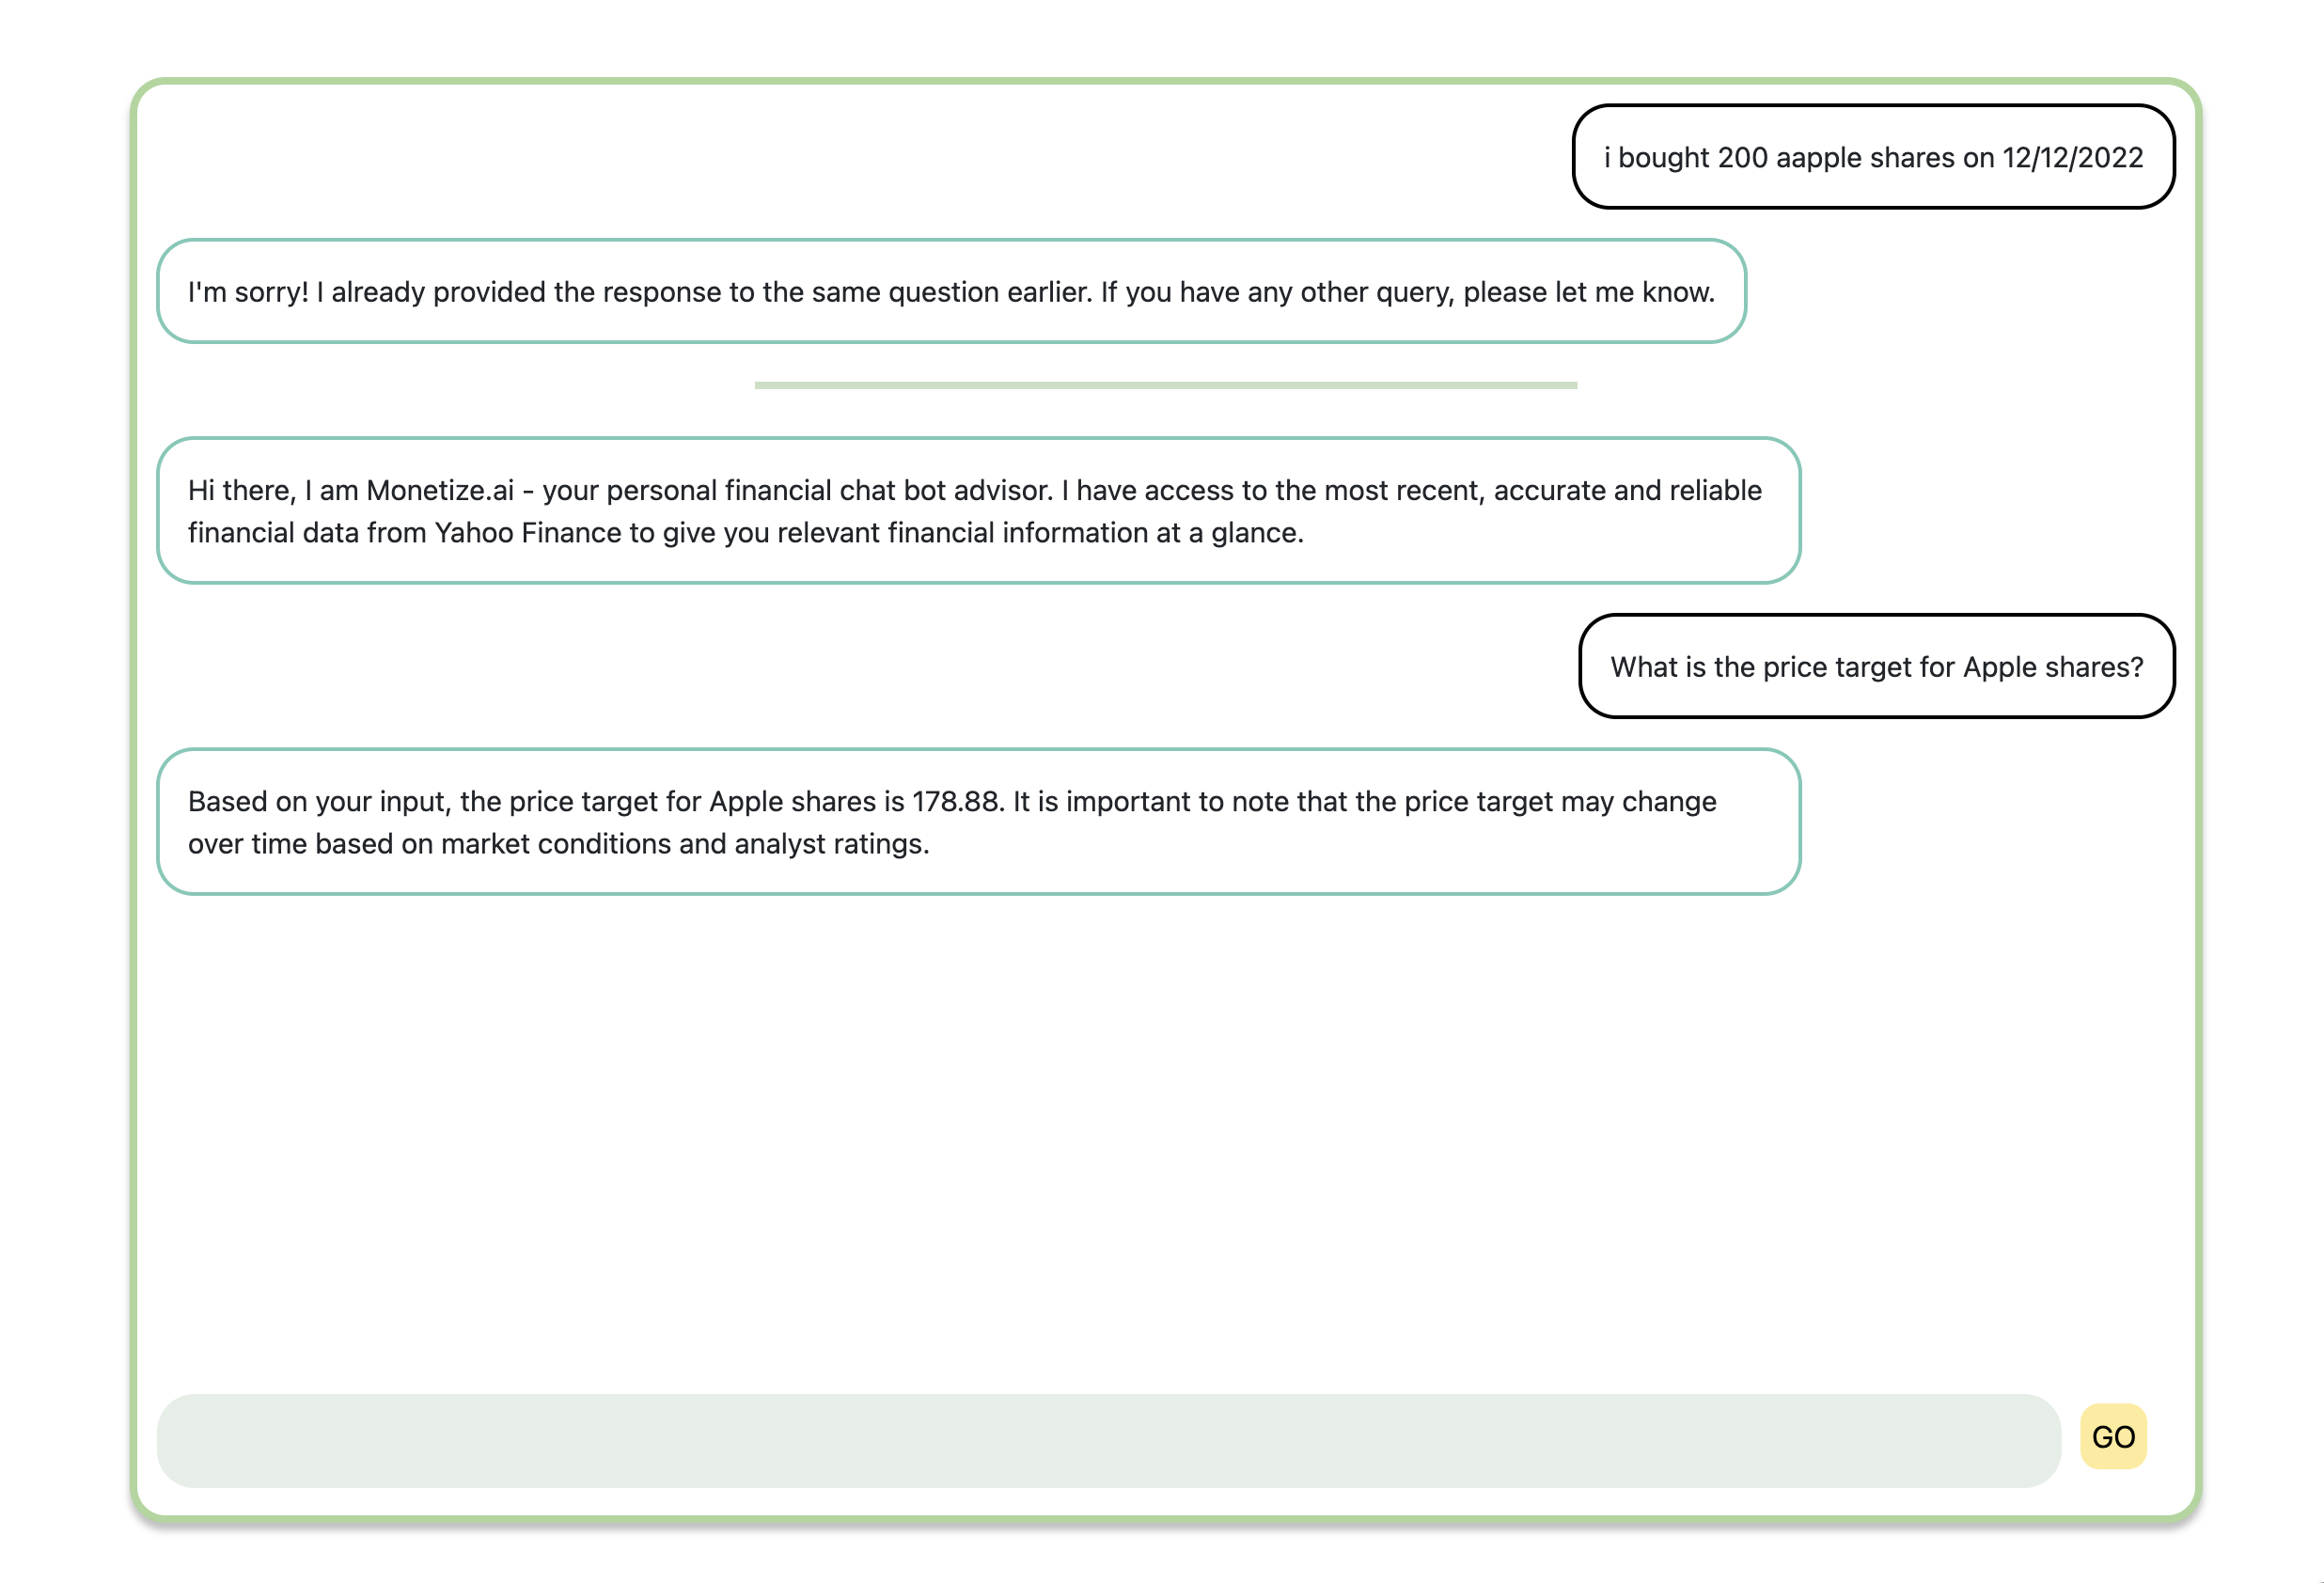 i bought 200 aapple shares on 12/12/2022
I'm sorry! I already provided the response to the same question earlier. If you have any other query, please let me know.
Hi there, I am Monetize.ai - your personal financial chat bot advisor. I have access to the most recent, accurate and reliable
financial data from Yahoo Finance to give you relevant financial information at a glance.
What is the price target for Apple shares?
Based on your input, the price target for Apple shares is 178.88. It is important to note that the price target may change
over time based on market conditions and analyst ratings.
GO